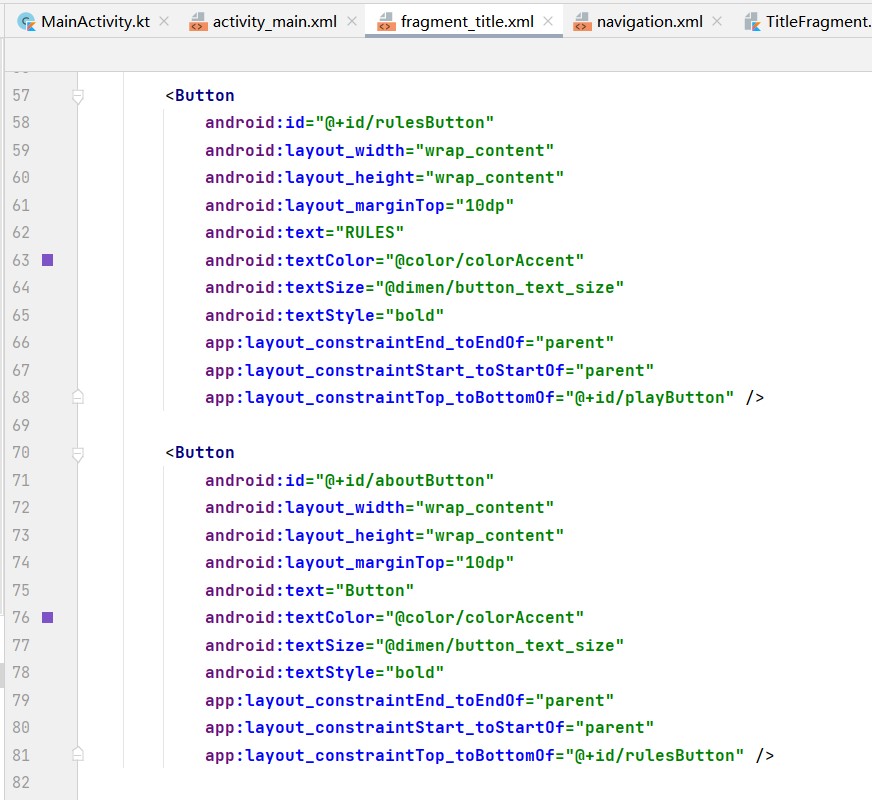 MainActivity.kt × activity_main.xml × fragment_title.xml × navigation.xml × TitleFragment.
57 <Button
58 android:id="@+id/rulesButton"
59 android:layout_width="wrap_content"
60 android:layout_height="wrap_content"
61 android:layout_marginTop="10dp"
62 android:text="RULES"
63 android:textColor="@color/colorAccent"
64 android:textSize="@dimen/button_text_size"
65 android:textStyle="bold"
66 app:layout_constraintEnd_toEndOf="parent"
67 app:layout_constraintStart_toStartOf="parent"
68 app:layout_constraintTop_toBottomOf="@+id/playButton" />
69
70 <Button
71 android:id="@+id/aboutButton"
72 android:layout_width="wrap_content"
73 android:layout_height="wrap_content"
74 android:layout_marginTop="10dp"
75 android:text="Button"
76 android:textColor="@color/colorAccent"
77 android:textSize="@dimen/button_text_size"
78 android:textStyle="bold"
79 app:layout_constraintEnd_toEndOf="parent"
80 app:layout_constraintStart_toStartOf="parent"
81 app:layout_constraintTop_toBottomOf="@+id/rulesButton" />
82